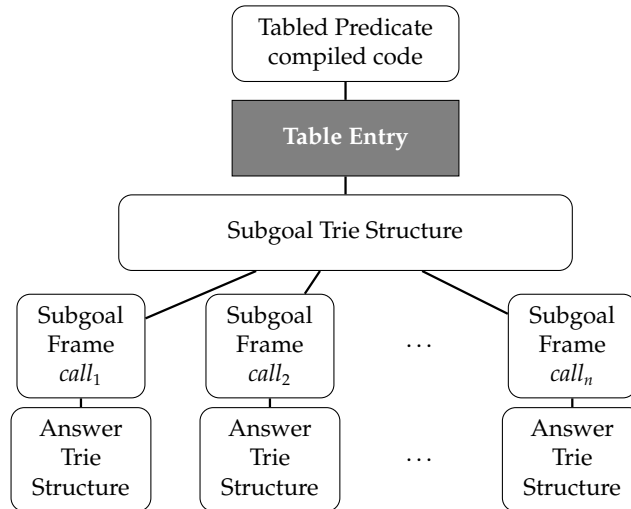 Tabled Predicate
compiled code
Table Entry
Subgoal Trie Structure
Subgoal
Frame
call₁
Subgoal
Frame
call₂
...
Subgoal
Frame
callₙ
Answer
Trie
Structure
Answer
Trie
Structure
...
Answer
Trie
Structure